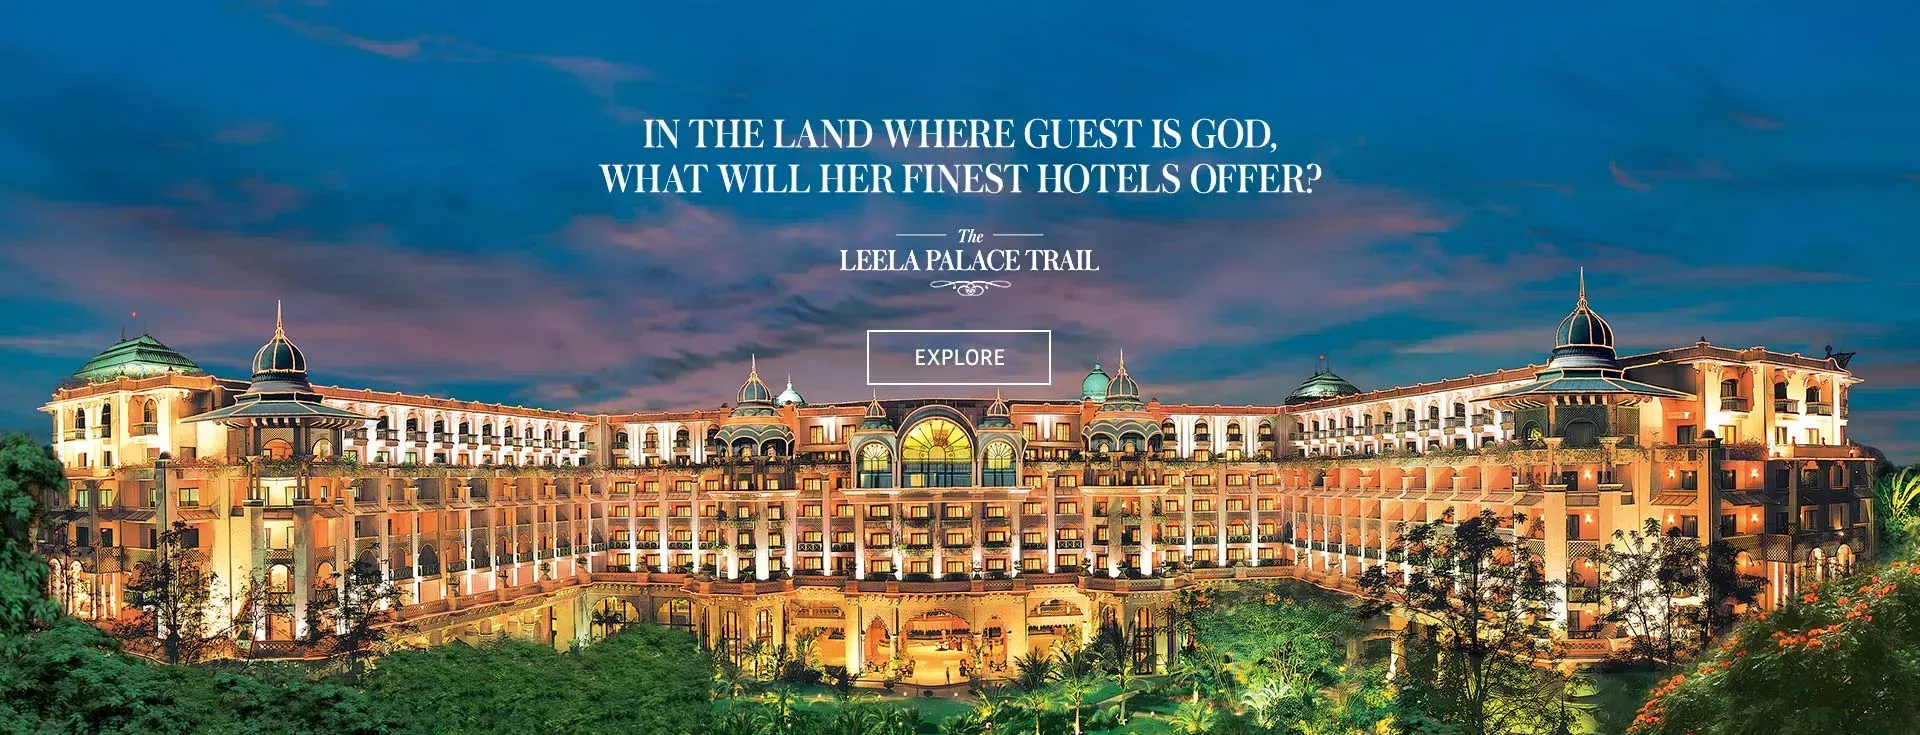 IN THE LAND WHERE GUEST IS GOD,
WHAT WILL HER FINEST HOTELS OFFER?
The
LEELA PALACE TRAIL
EXPLORE